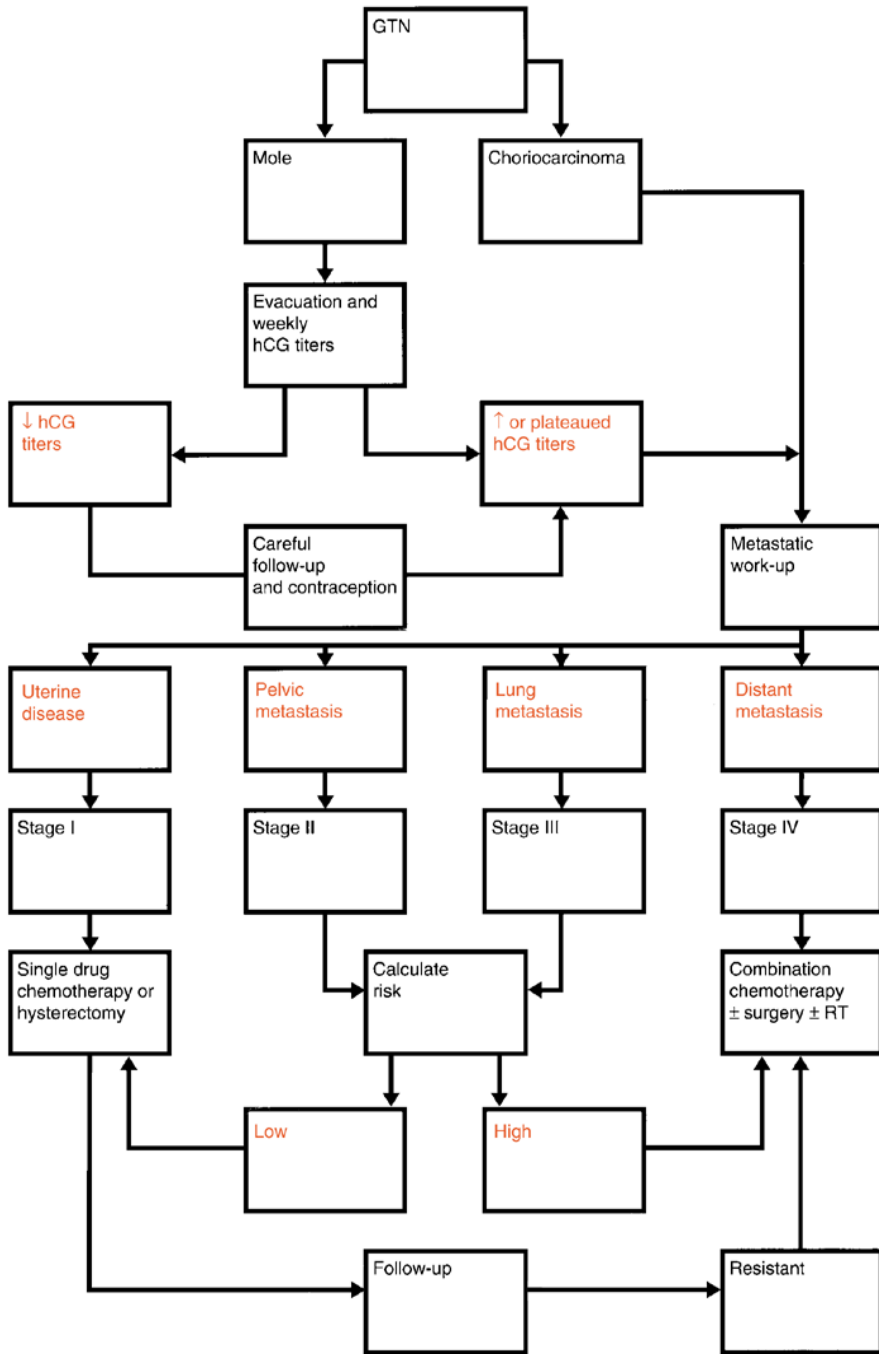 GTN
Mole
Choriocarcinoma
Evacuation and
weekly
hCG titers
↓ hCG
titers
↑ or plateaued
hCG titers
Careful
follow-up
and contraception
Metastatic
work-up
Uterine
disease
Pelvic
metastasis
Lung
metastasis
Distant
metastasis
Stage I
Stage II
Stage III
Stage IV
Single drug
chemotherapy or
hysterectomy
Calculate
risk
Combination
chemotherapy
± surgery ± RT
Low
High
Follow-up
Resistant